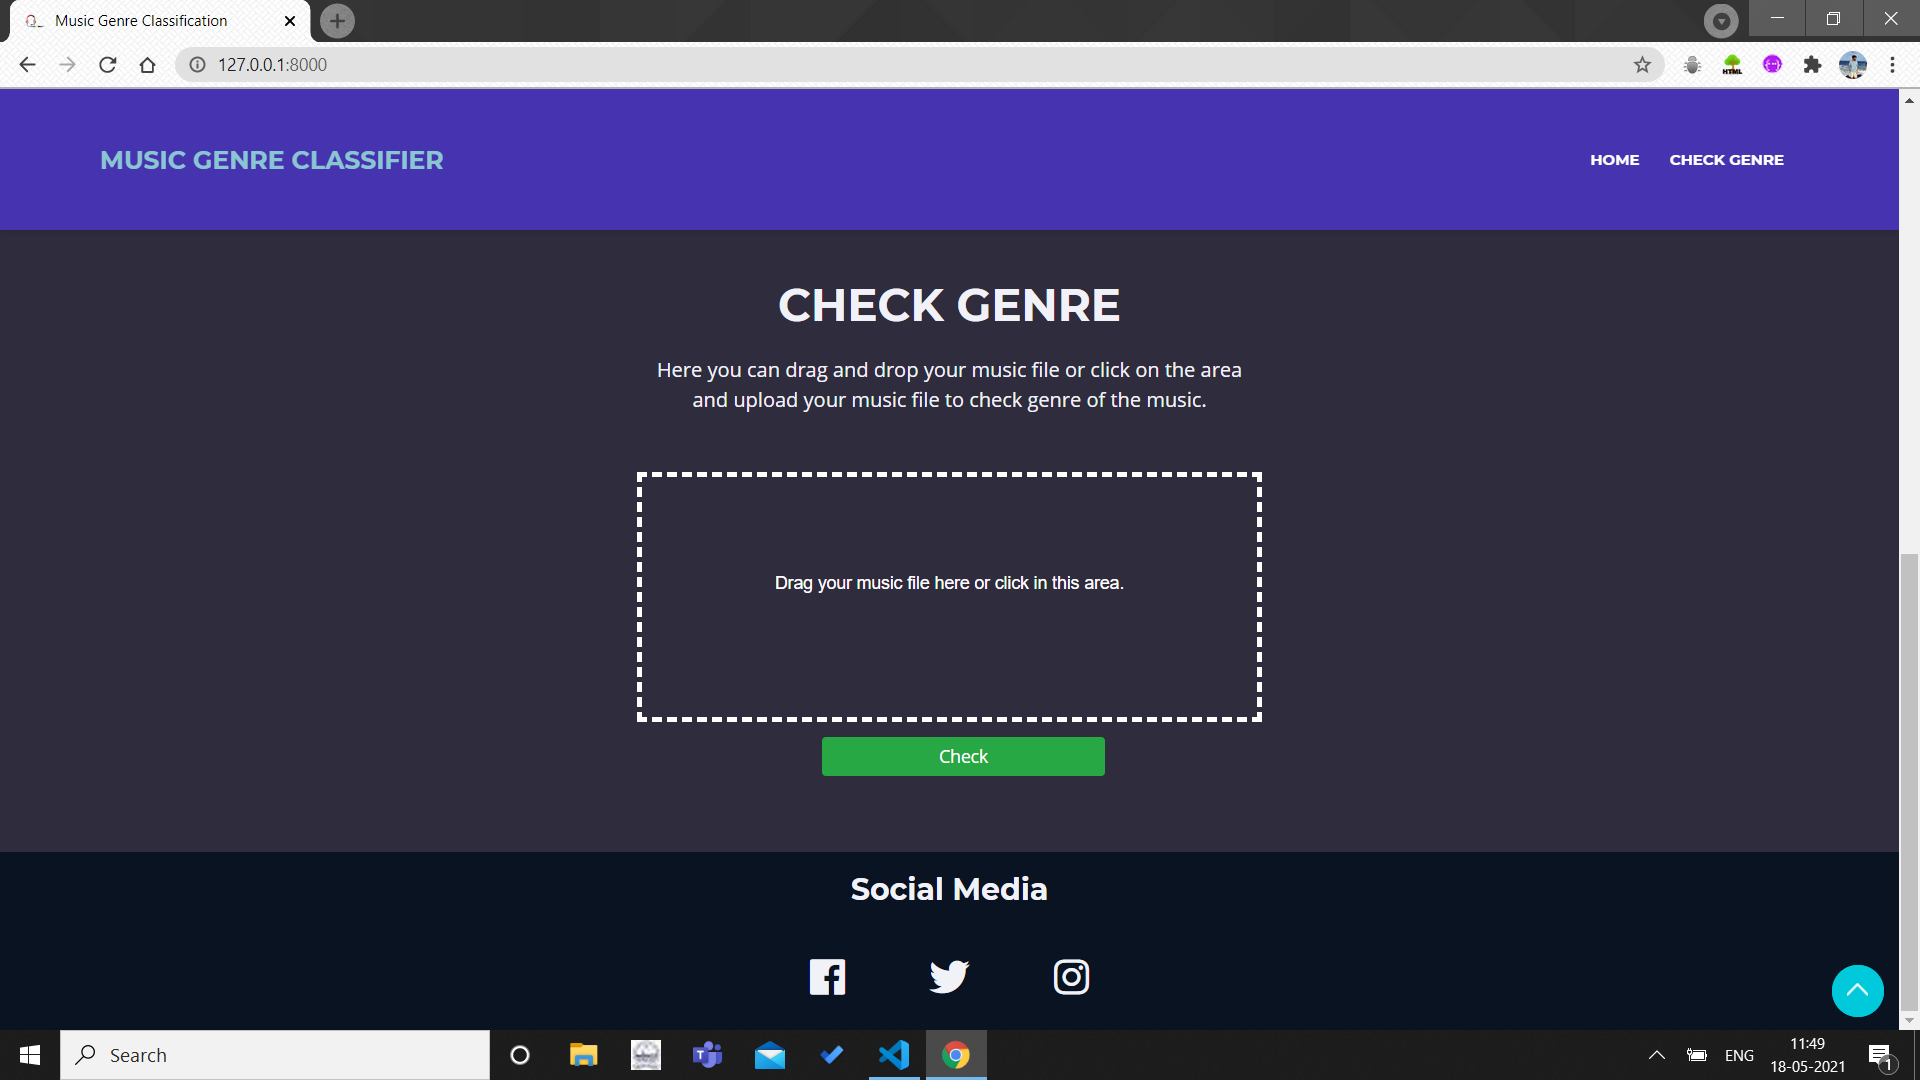 Music Genre Classification
127.0.0.1:8000
HTML
MUSIC GENRE CLASSIFIER
HOME
CHECK GENRE
CHECK GENRE
Here you can drag and drop your music file or click on the area
and upload your music file to check genre of the music.
Drag your music file here or click in this area.
Check
Social Media
Search
ENG
11:49
18-05-2021
1